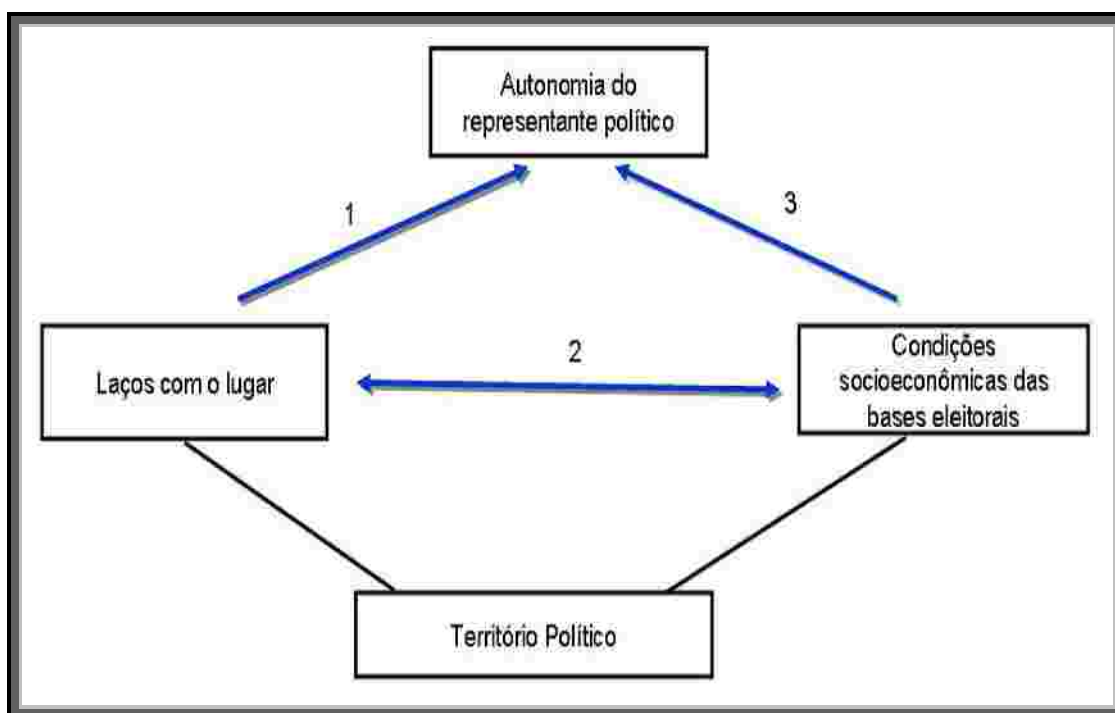 Autonomia do
representante político
1
3
2
Laços com o lugar
Condições
socioeconômicas das
bases eleitorais
Território Político